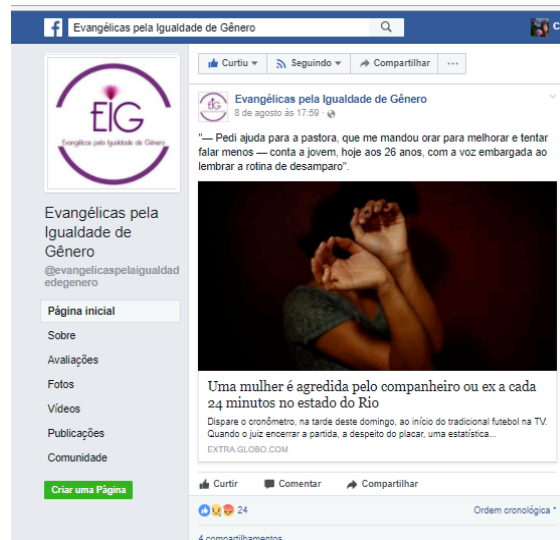 Evangélicas pela Igualdade de Gênero
Curtiu
Seguindo
Compartilhar
EIG
Evangélicas pela Igualdade de Gênero
EIG
Evangélicas pela Igualdade de Gênero
8 de agosto às 17:59
"— Pedi ajuda para a pastora, que me mandou orar para melhorar e tentar
falar menos — conta a jovem, hoje aos 26 anos, com a voz embargada ao
lembrar a rotina de desamparo".
Evangélicas pela
Igualdade de
Gênero
@evangelicaspelaigualdad
edegenero
Página inicial
Sobre
Avaliações
Fotos
Vídeos
Publicações
Comunidade
Criar uma Página
Uma mulher é agredida pelo companheiro ou ex a cada
24 minutos no estado do Rio
Dispare o cronômetro, na tarde deste domingo, ao início do tradicional futebol na TV.
Quando o juiz encerrar a partida, a despeito do placar, uma estatística...
EXTRA.GLOBO.COM
Curtir
Comentar
Compartilhar
24
Ordem cronológica
4 compartilhamentos